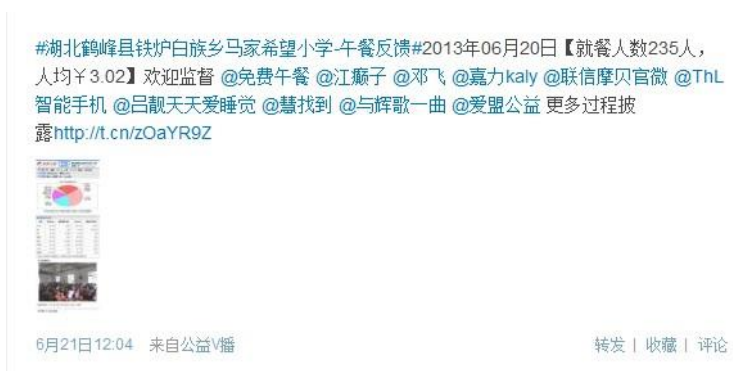 #湖北鹤峰县铁炉白族乡马家希望小学-午餐反馈#2013年06月20日【就餐人数235人，
人均￥3.02】欢迎监督 @免费午餐 @江癫子 @邓飞 @嘉力kaly @联信摩贝官微 @ThL
智能手机 @吕靓天天爱睡觉 @慧找到 @与辉歌一曲 @爱盟公益 更多过程披
露http://t.cn/zOaYR9Z
6月21日12:04 来自公益V播
转发 | 收藏 | 评论